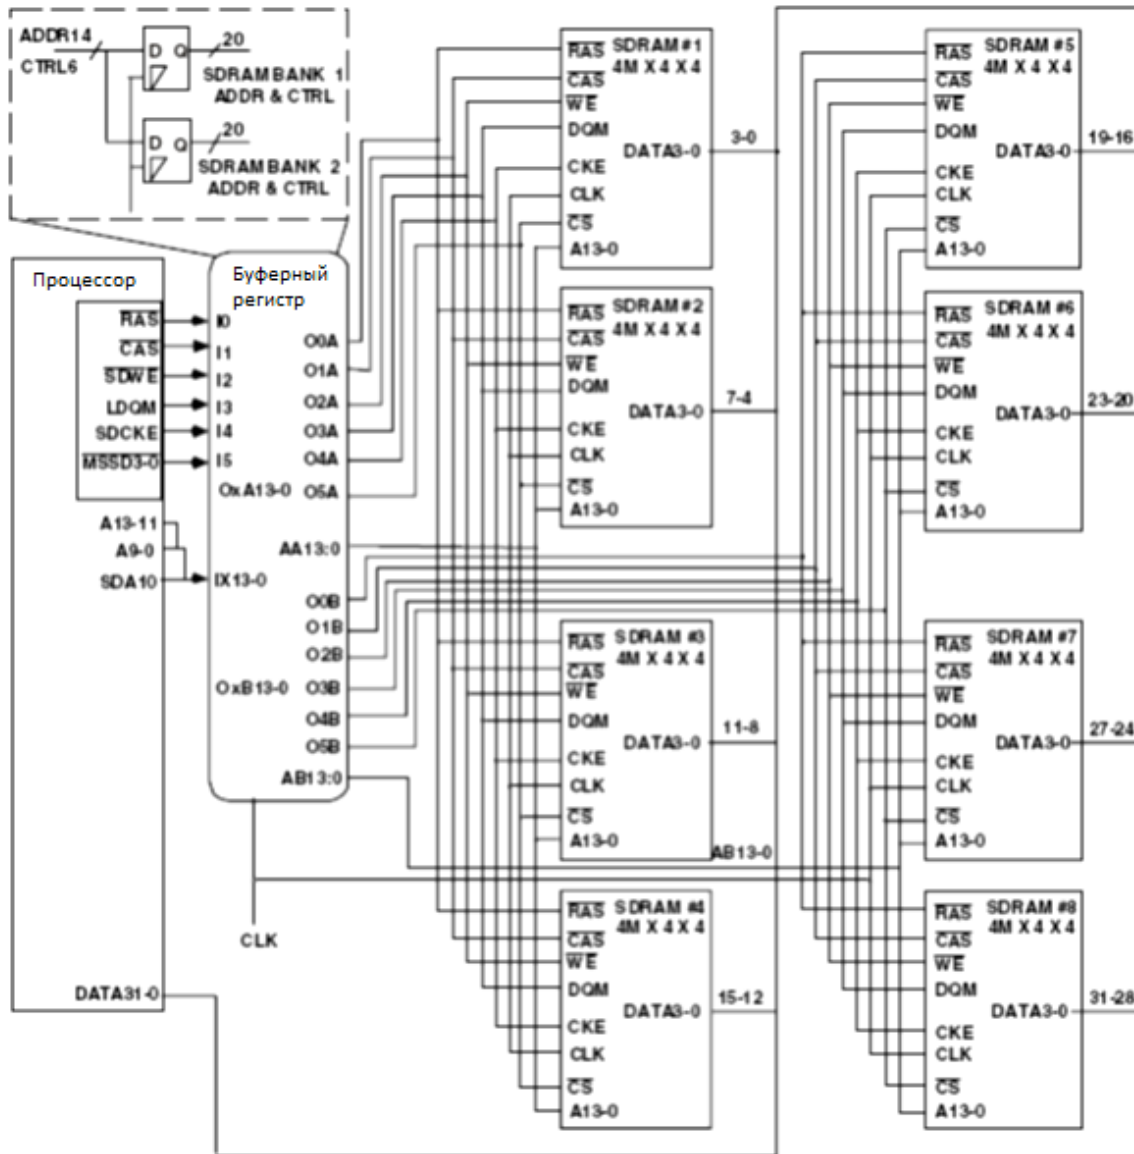 ADDR14
CTRL6
D Q
20
SDRAM BANK 1
ADDR & CTRL
D Q
20
SDRAM BANK 2
ADDR & CTRL
Процессор
RAS
CAS
SDWE
LDQM
SDCKE
MSSD3-0
A13-11
A9-0
SDA10
DATA31-0
Буферный
регистр
I0
I1
I2
I3
I4
I5
IX13-0
O0A
O1A
O2A
O3A
O4A
OxA13-0
O5A
AA13:0
O0B
O1B
O2B
OxB13-0
O3B
O4B
O5B
AB13:0
CLK
SDRAM #1
4M X 4 X 4
RAS
CAS
WE
DQM
CKE
CLK
CS
A13-0
DATA3-0
3-0
SDRAM #2
4M X 4 X 4
RAS
CAS
WE
DQM
CKE
CLK
CS
A13-0
DATA3-0
7-4
SDRAM #3
4M X 4 X 4
RAS
CAS
WE
DQM
CKE
CLK
CS
A13-0
DATA3-0
11-8
AB13-0
SDRAM #4
4M X 4 X 4
RAS
CAS
WE
DQM
CKE
CLK
CS
A13-0
DATA3-0
15-12
SDRAM #5
4M X 4 X 4
RAS
CAS
WE
DQM
CKE
CLK
CS
A13-0
DATA3-0
19-16
SDRAM #6
4M X 4 X 4
RAS
CAS
WE
DQM
CKE
CLK
CS
A13-0
DATA3-0
23-20
SDRAM #7
4M X 4 X 4
RAS
CAS
WE
DQM
CKE
CLK
CS
A13-0
DATA3-0
27-24
SDRAM #8
4M X 4 X 4
RAS
CAS
WE
DQM
CKE
CLK
CS
A13-0
DATA3-0
31-28